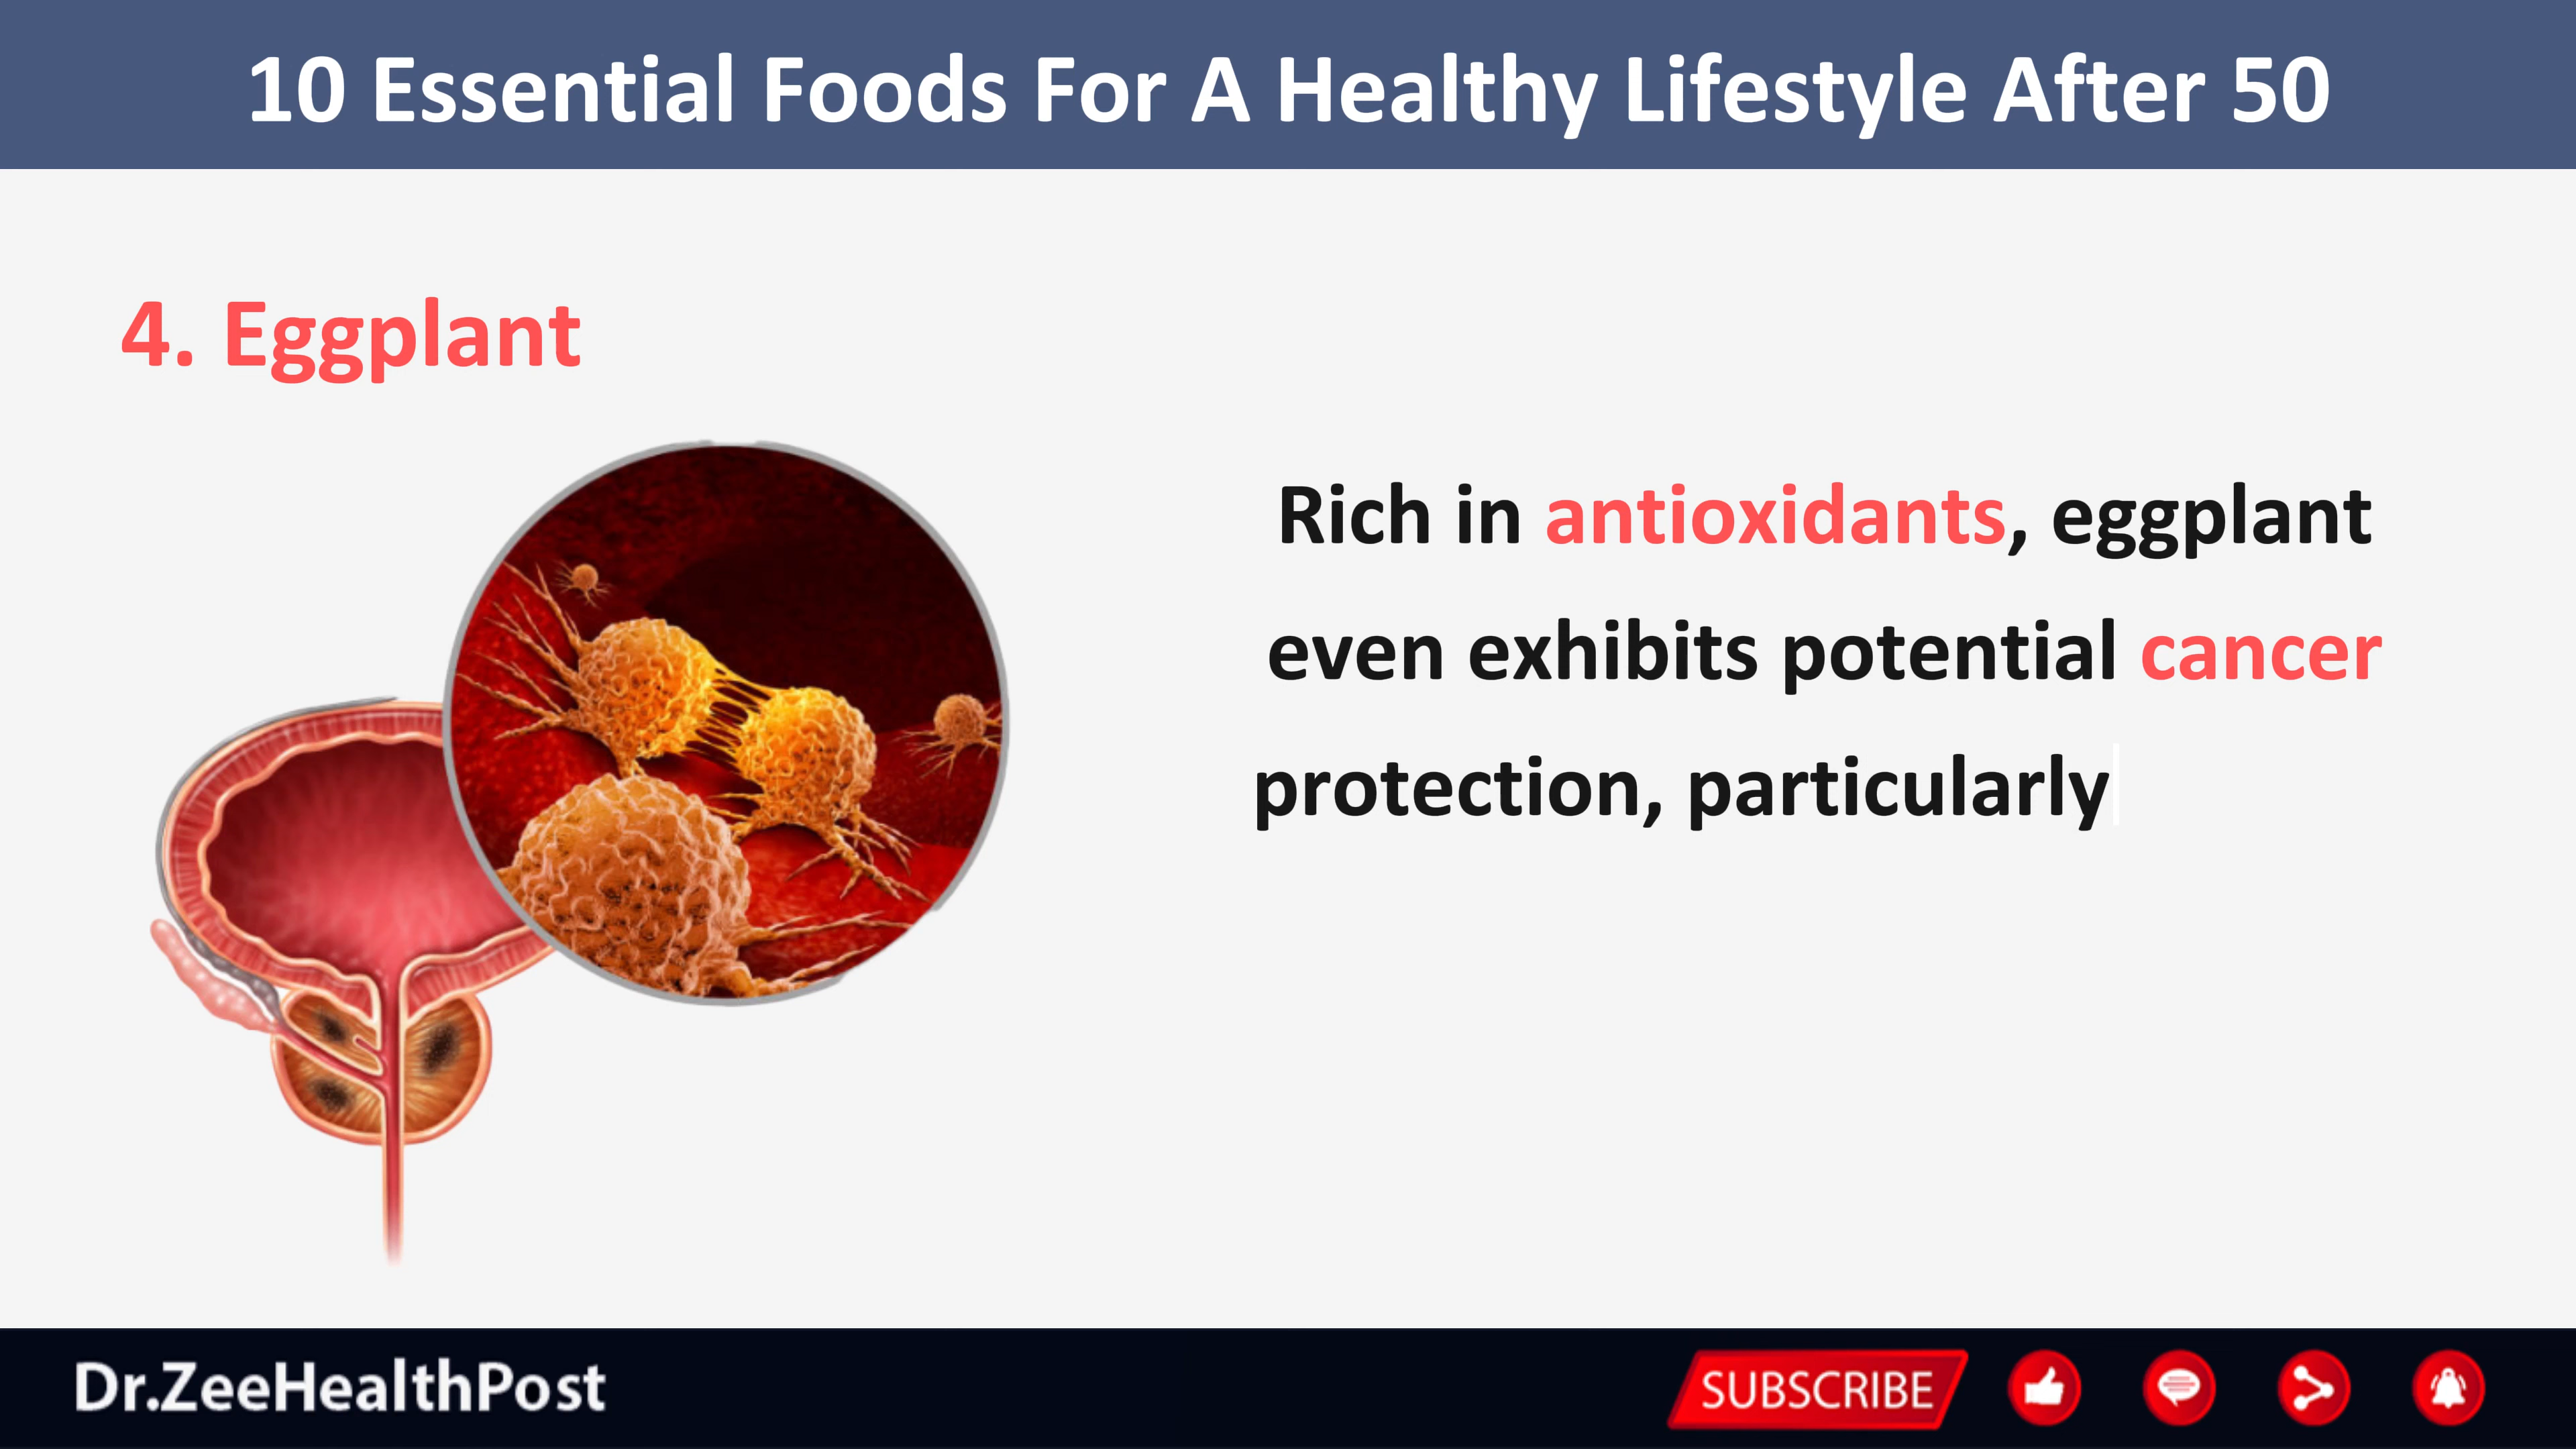 10 Essential Foods For A Healthy Lifestyle After 50
4. Eggplant
Rich in antioxidants, eggplant
even exhibits potential cancer
protection, particularly
Dr.ZeeHealthPost
SUBSCRIBE